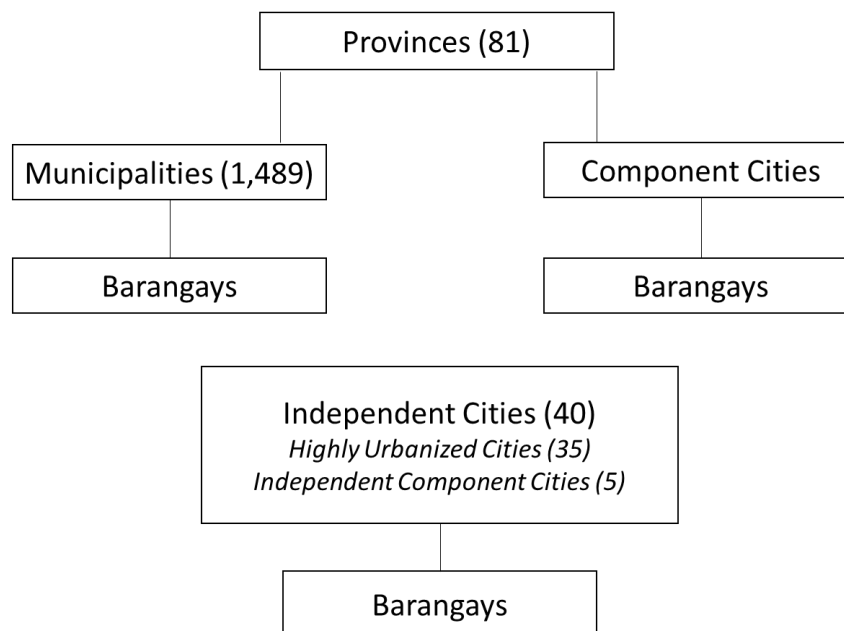 Provinces (81)
Municipalities (1,489)
Component Cities
Barangays
Barangays
Independent Cities (40)
Highly Urbanized Cities (35)
Independent Component Cities (5)
Barangays